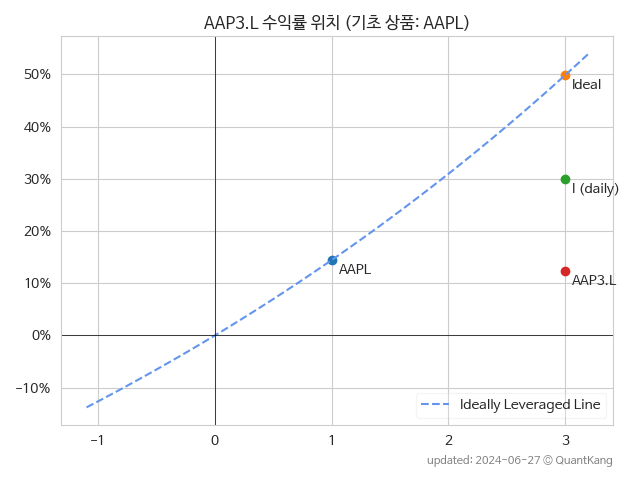 AAP3.L 수익률 위치 (기초 상품: AAPL)
50%
40%
30%
20%
10%
0%
−10%
Ideal
I (daily)
AAPL
AAP3.L
Ideally Leveraged Line
−1
0
1
2
3
updated: 2024-06-27 © QuantKang